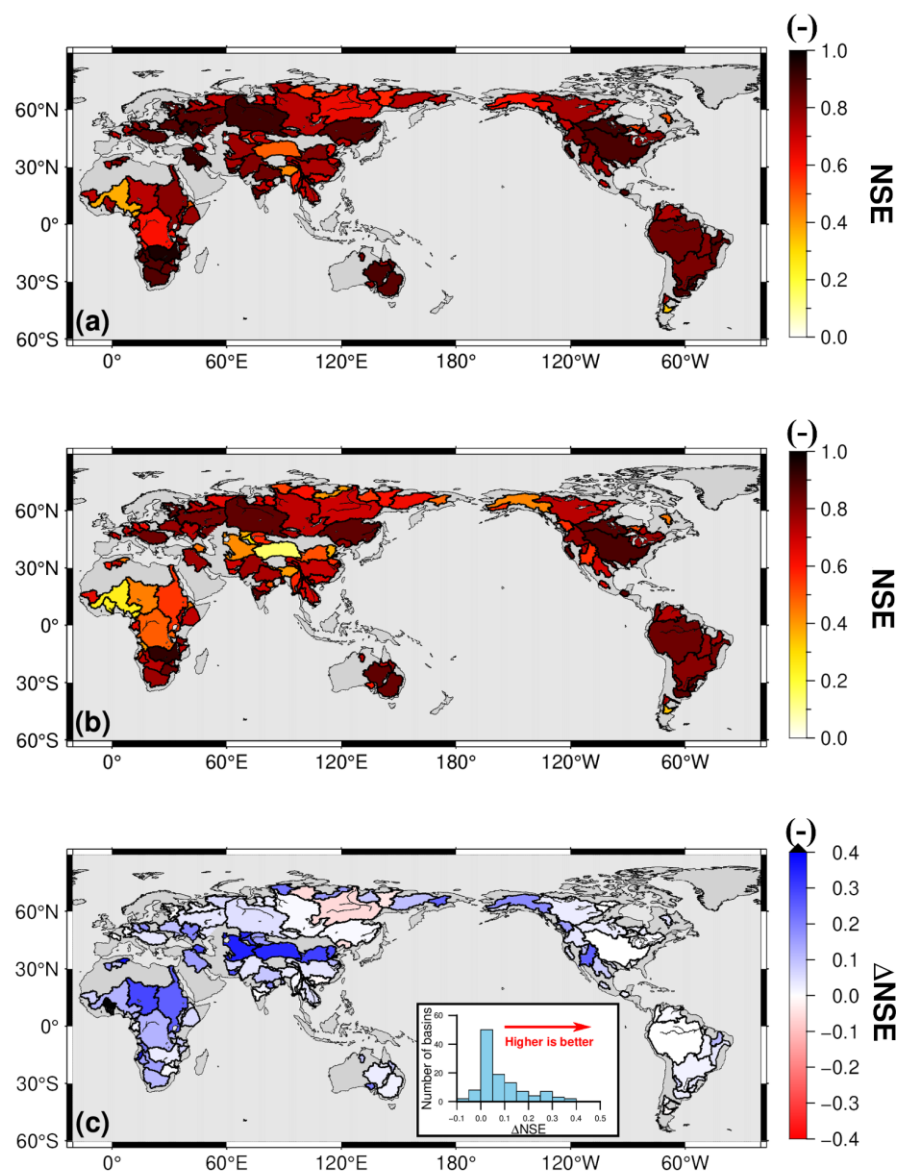 (-)
1.0
60°N
0.8
30°N
0.6
NSE
0°
0.4
30°S
0.2
(a)
60°S
0.0
0° 60°E 120°E 180° 120°W 60°W
(-)
1.0
60°N
0.8
30°N
0.6
NSE
0°
0.4
30°S
0.2
(b)
60°S
0.0
0° 60°E 120°E 180° 120°W 60°W
(-)
0.4
60°N
0.3
0.2
30°N
0.1
0.0
ΔNSE
0°
−0.1
30°S
−0.2
−0.3
(c)
60°S
−0.4
Number of basins
60
40
20
0
Higher is better
−0.1 0.0 0.1 0.2 0.3 0.4 0.5
ΔNSE
0° 60°E 120°E 180° 120°W 60°W